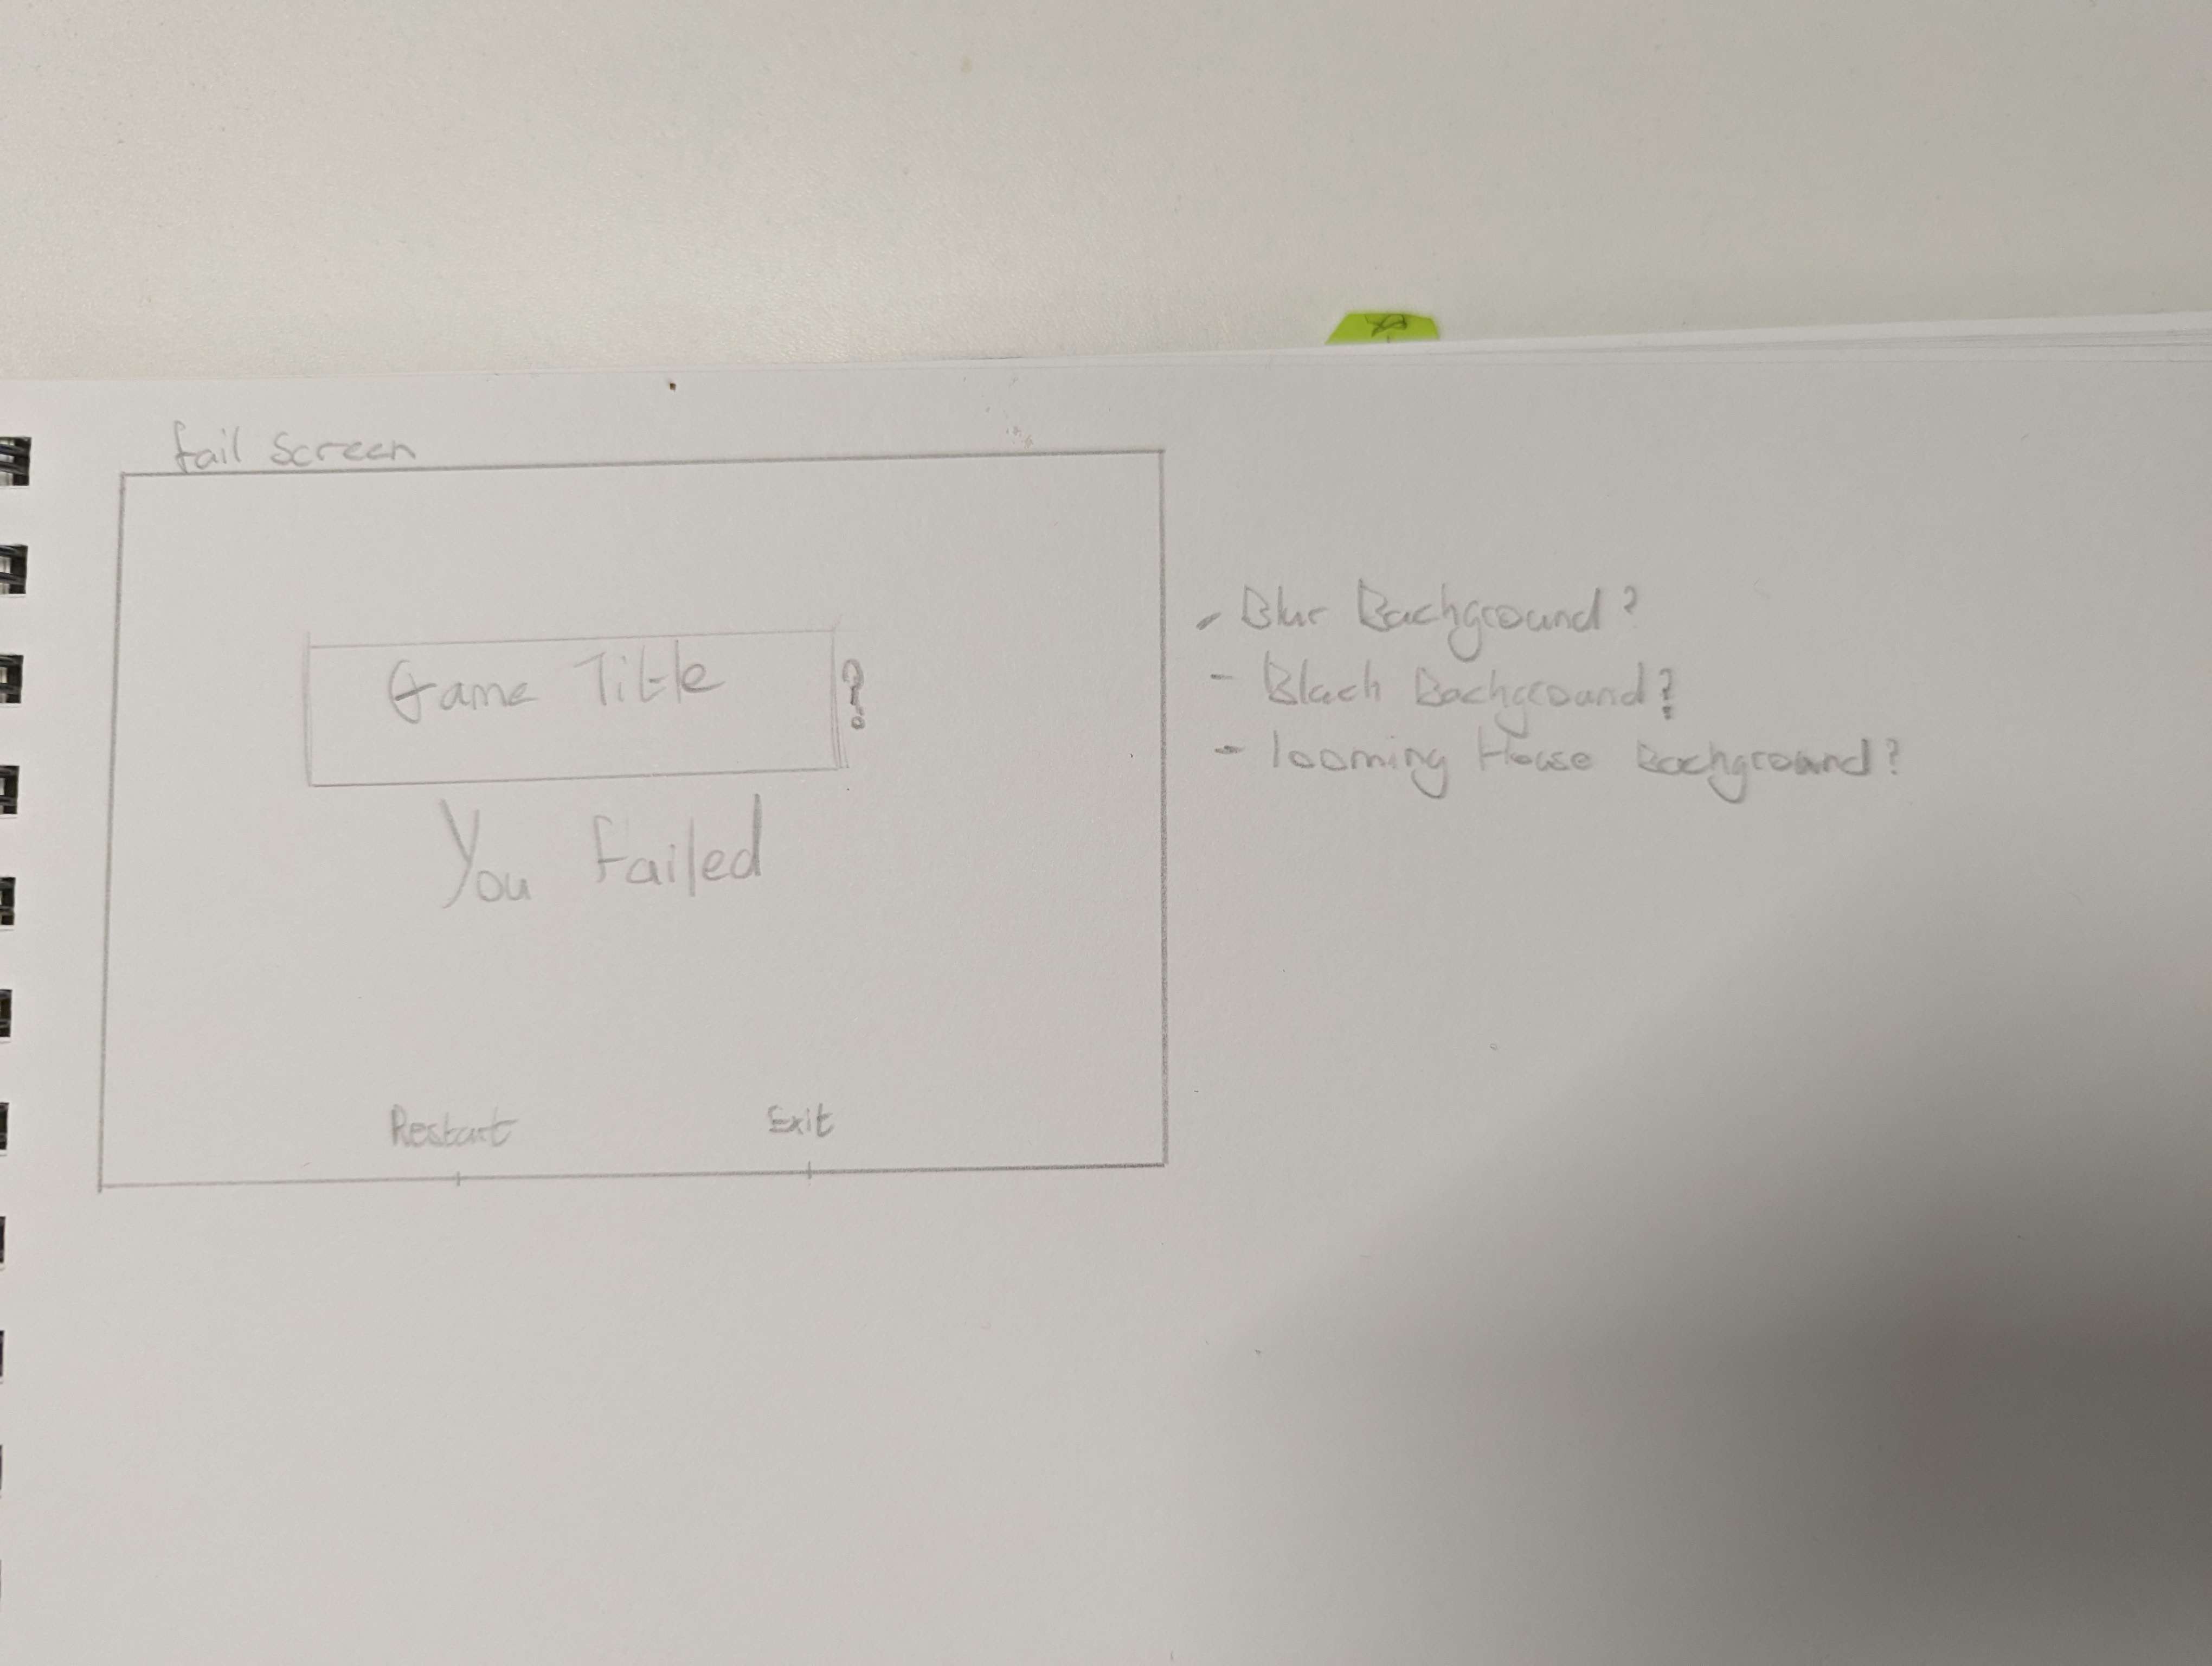 fail screen
Game Title ?
You Failed
Restart Exit
- Blur Background?
- Black Background?
- looming House Background?